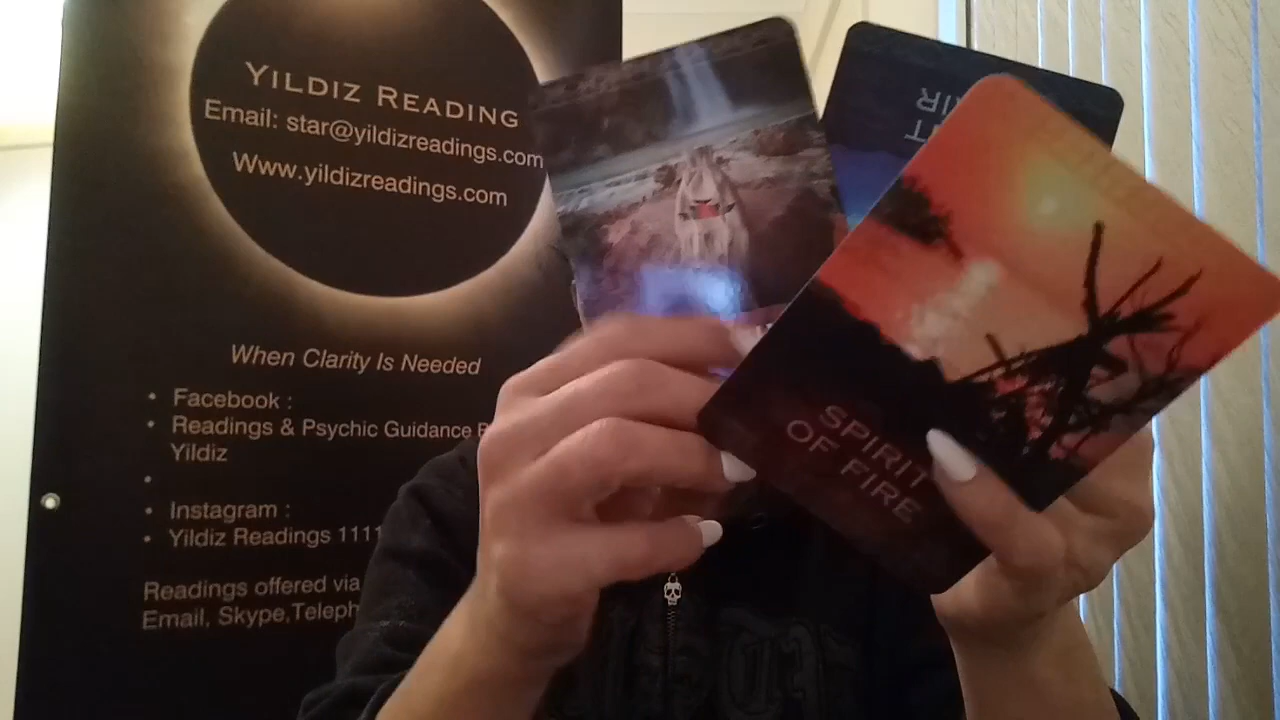 YILDIZ READING
Email: star@yildizreadings.com
Www.yildizreadings.com
When Clarity Is Needed
• Facebook :
• Readings & Psychic Guidance
Yildiz
•
• Instagram :
• Yildiz Readings 1111
Readings offered via
Email, Skype,Teleph
SPIRIT
OF FIRE